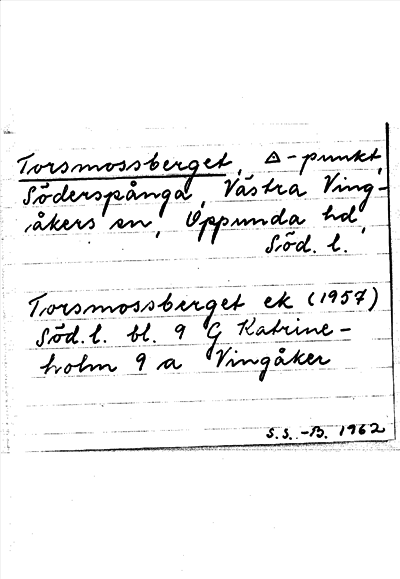 Torsmossberget, △-punkt,
Söderspånga, Västra Ving-
åkers sn, Oppunda hd,
Söd. l.
Torsmossberget ek (1957)
Söd. l. bl. 9 G Katrine-
holm 9 a Vingåker
S.S.-B. 1962